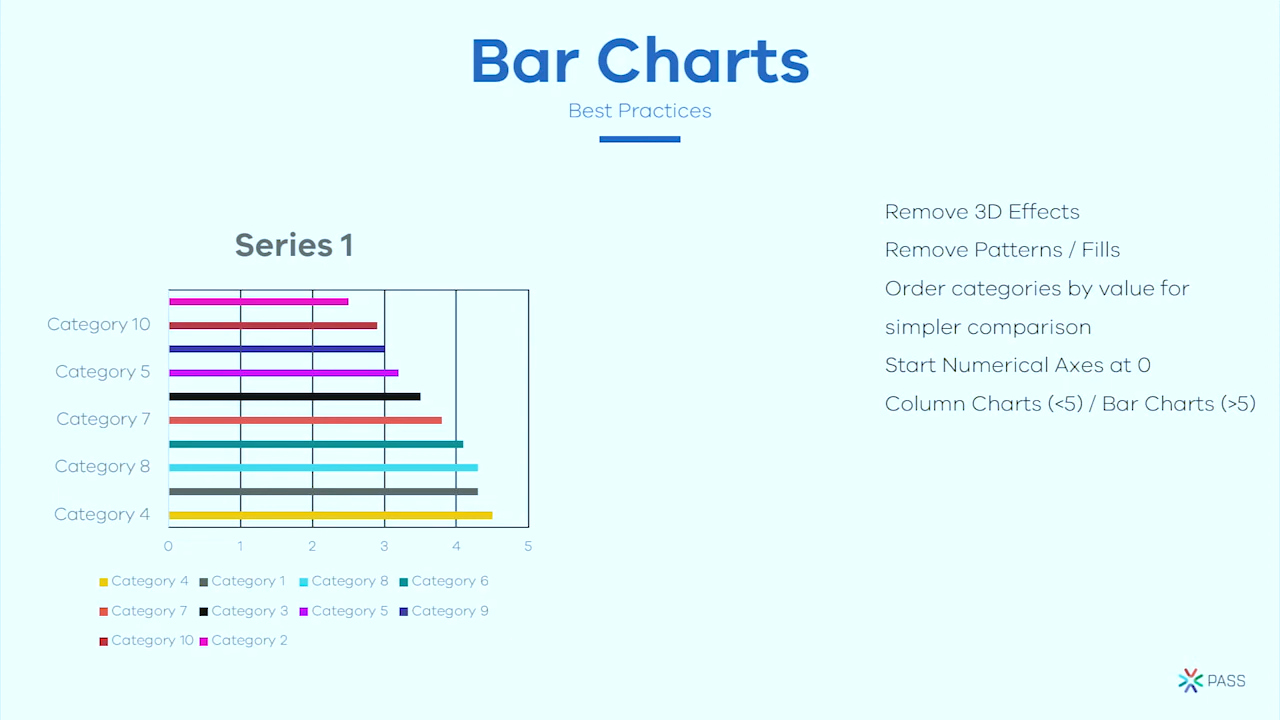 Bar Charts
Best Practices
Remove 3D Effects
Remove Patterns / Fills
Order categories by value for
simpler comparison
Start Numerical Axes at 0
Column Charts (<5) / Bar Charts (>5)
Series 1
Category 10
Category 5
Category 7
Category 8
Category 4
0 1 2 3 4 5
Category 4 Category 1 Category 8 Category 6
Category 7 Category 3 Category 5 Category 9
Category 10 Category 2
PASS